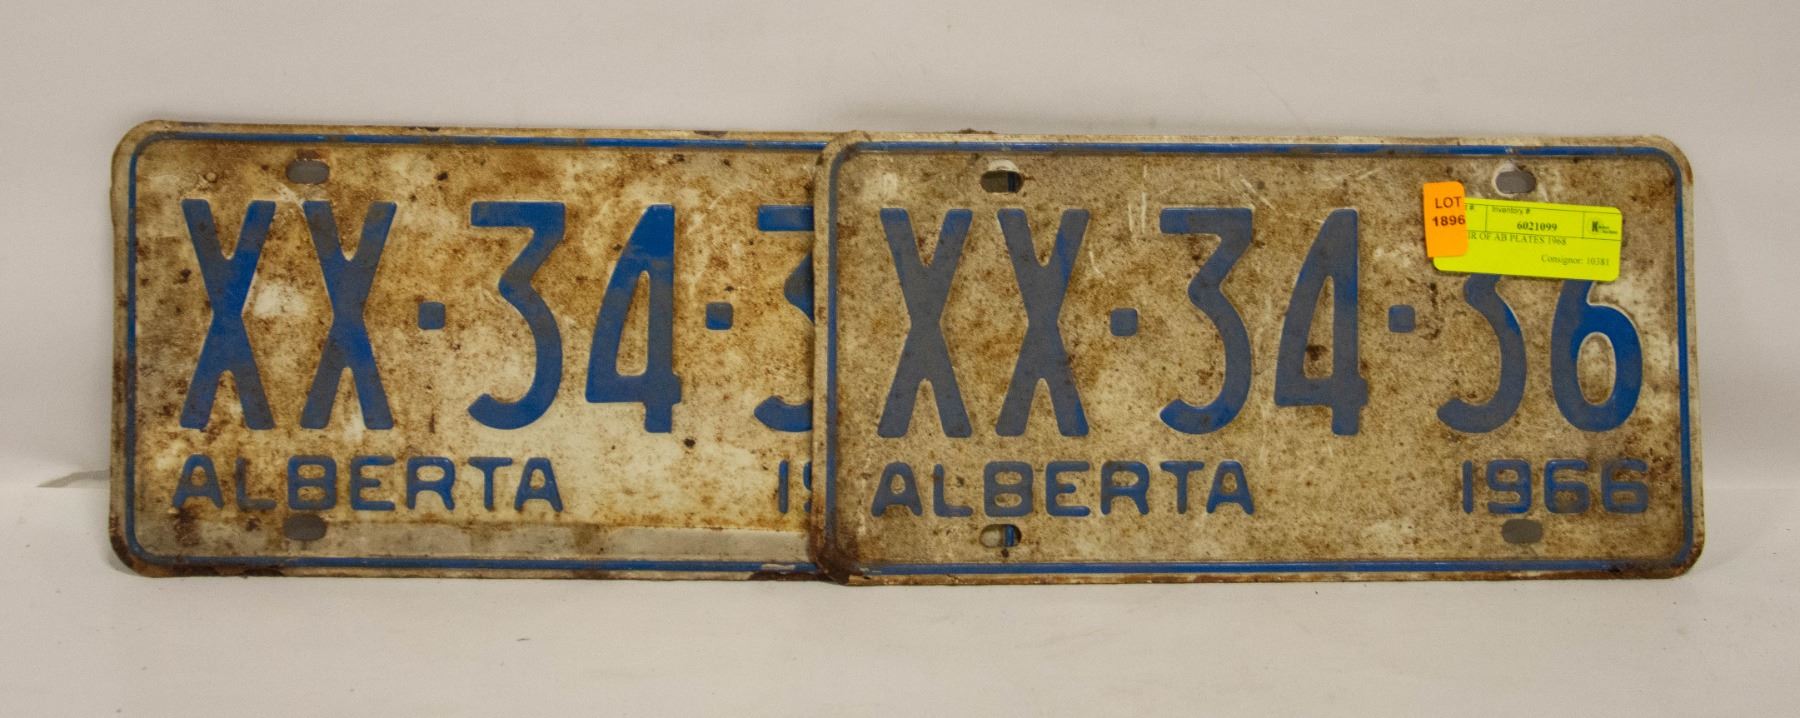 XX·34·3
ALBERTA 19
XX·34·36
ALBERTA 1966
LOT
1896
Inventory #
6021099
OF AB PLATES 1968
Consignor: 10381